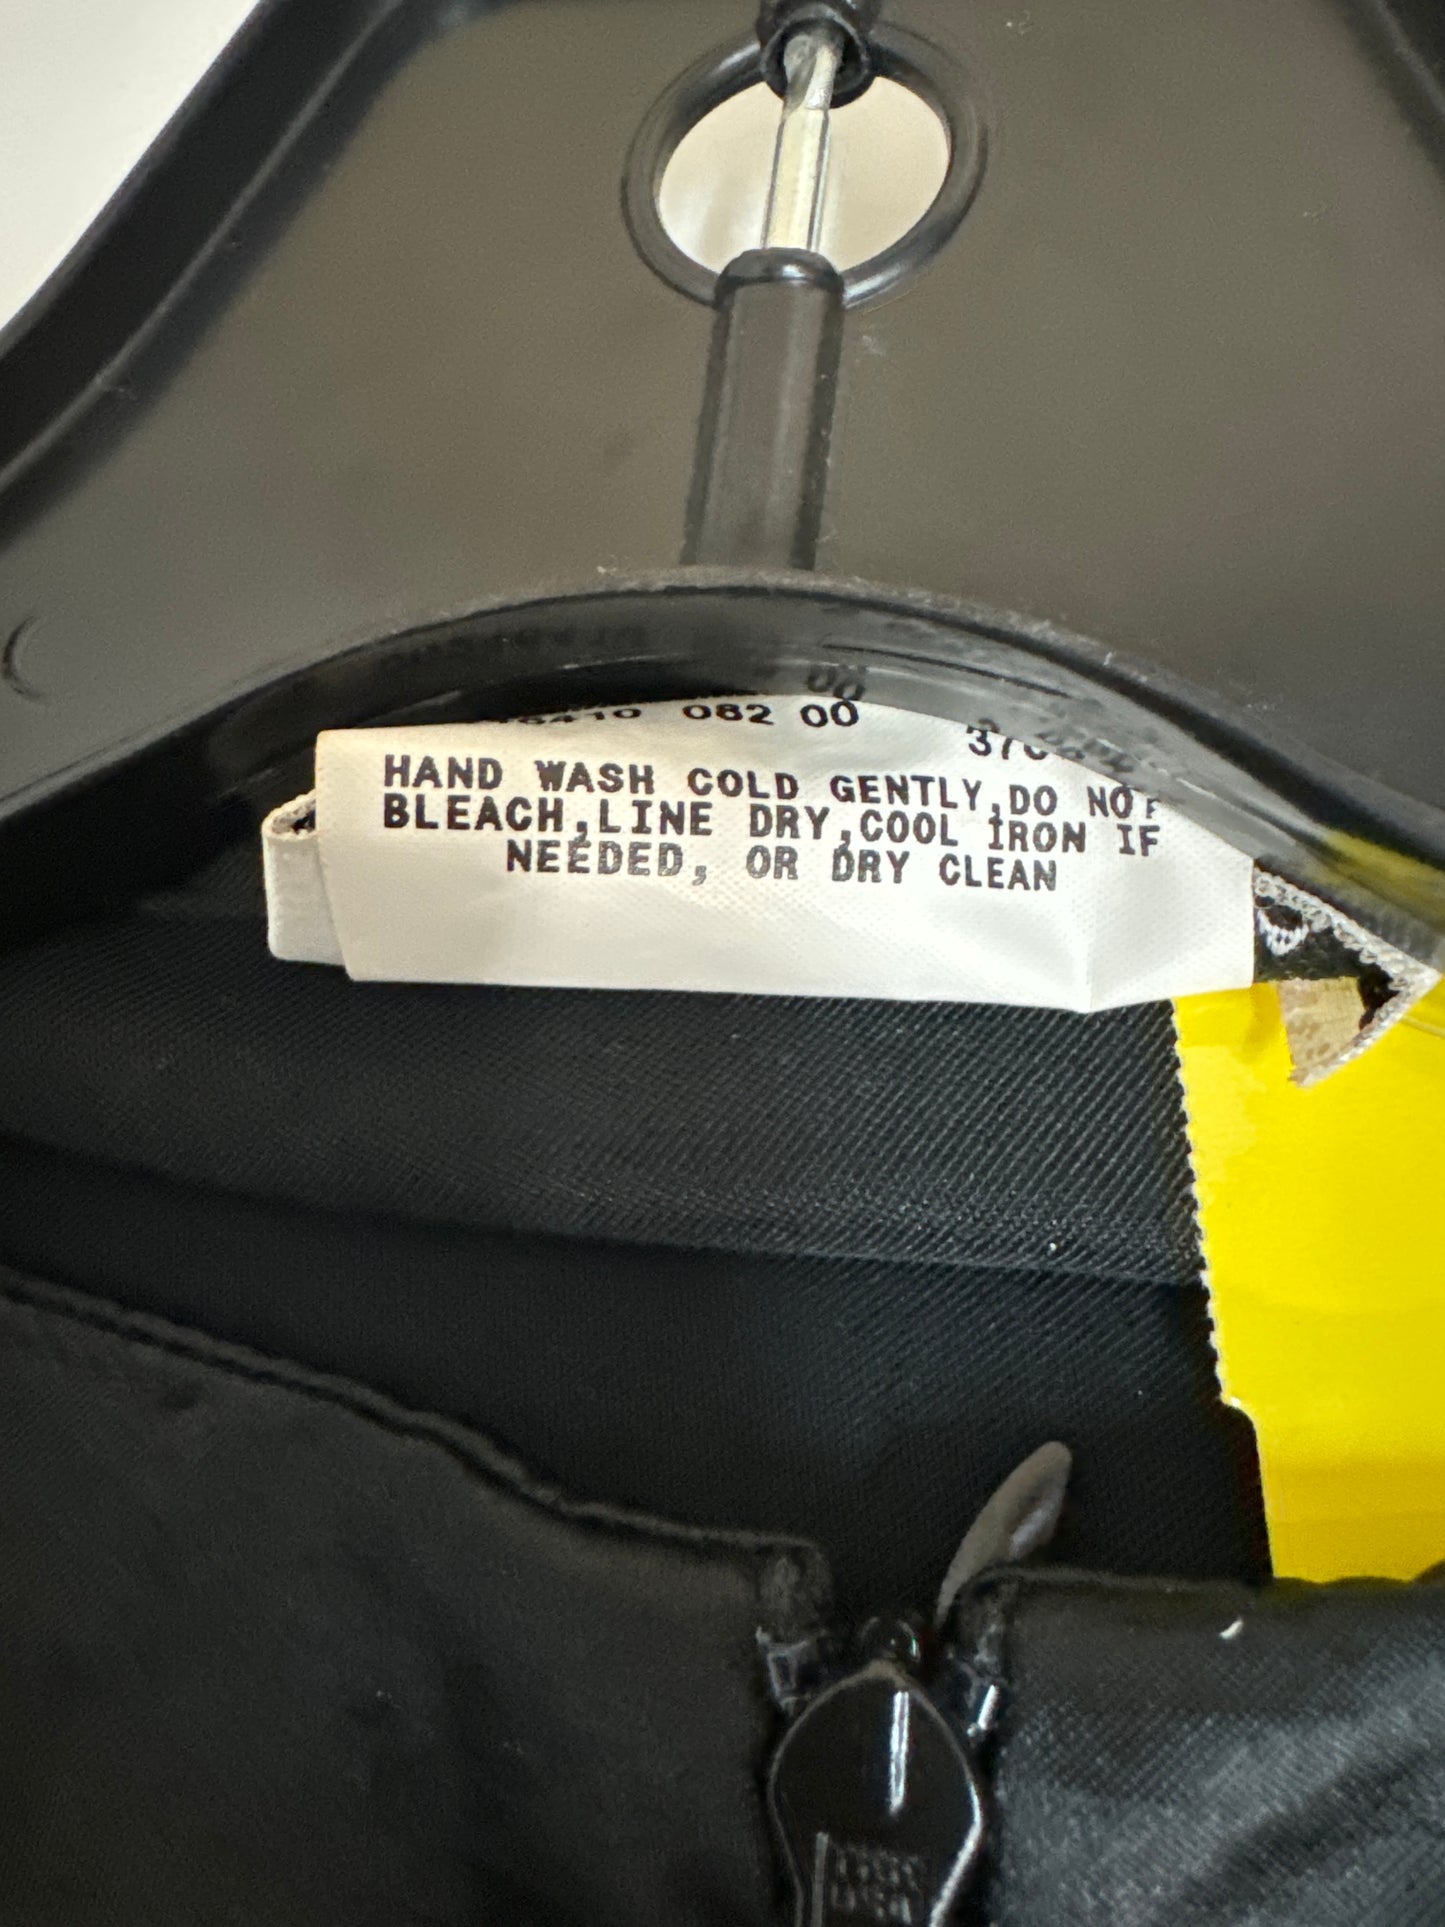 082 00
HAND WASH COLD GENTLY,DO NOT
BLEACH,LINE DRY,COOL IRON IF
NEEDED, OR DRY CLEAN